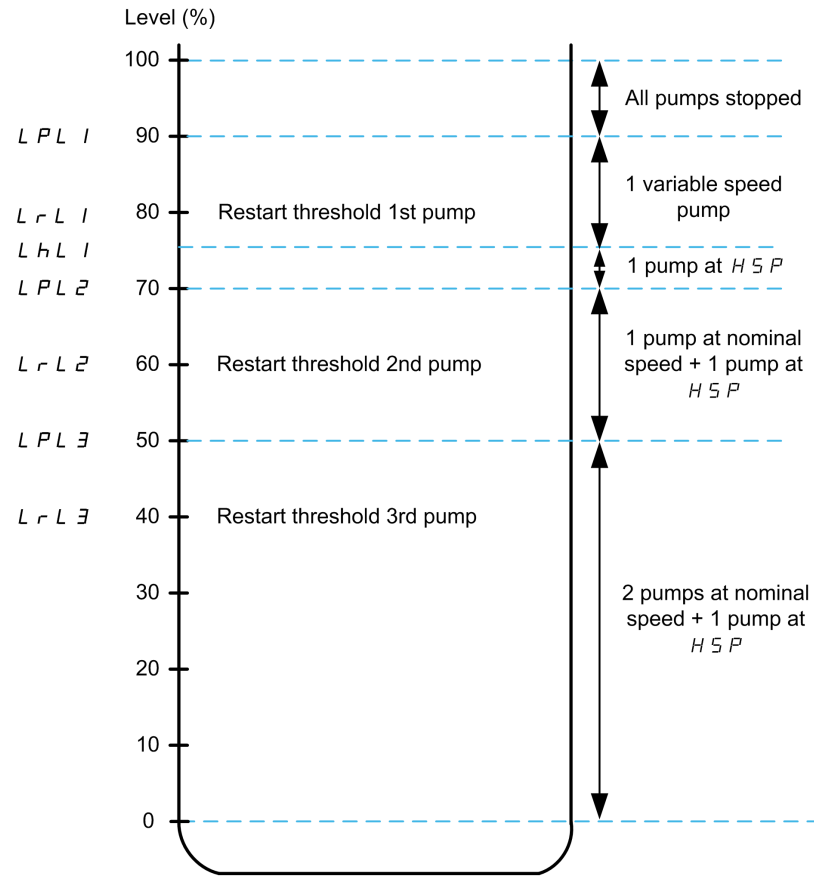 Level (%)
100
All pumps stopped
LPL1 90
1 variable speed
pump
LrL1 80 Restart threshold 1st pump
LhL1
1 pump at HSP
LPL2 70
1 pump at nominal
speed + 1 pump at
HSP
LrL2 60 Restart threshold 2nd pump
LPL3 50
LrL3 40 Restart threshold 3rd pump
30
2 pumps at nominal
speed + 1 pump at
HSP
20
10
0